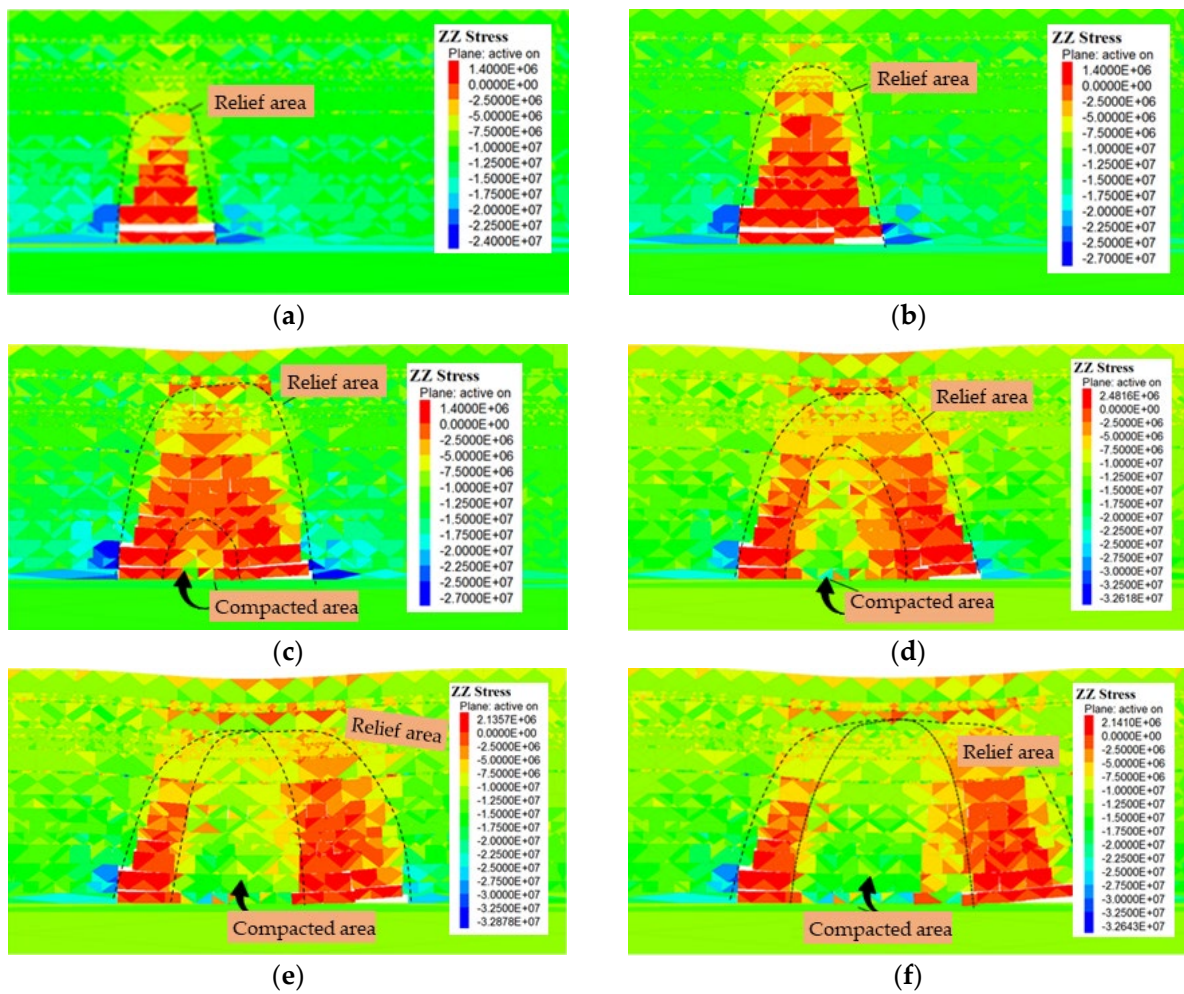 ZZ Stress
Plane: active on
1.4000E+06
0.0000E+00
-2.5000E+06
-5.0000E+06
-7.5000E+06
-1.0000E+07
-1.2500E+07
-1.5000E+07
-1.7500E+07
-2.0000E+07
-2.2500E+07
-2.4000E+07
Relief area
(a)
ZZ Stress
Plane: active on
1.4000E+06
0.0000E+00
-2.5000E+06
-5.0000E+06
-7.5000E+06
-1.0000E+07
-1.2500E+07
-1.5000E+07
-1.7500E+07
-2.0000E+07
-2.2500E+07
-2.5000E+07
-2.7000E+07
Relief area
(b)
ZZ Stress
Plane: active on
1.4000E+06
0.0000E+00
-2.5000E+06
-5.0000E+06
-7.5000E+06
-1.0000E+07
-1.2500E+07
-1.5000E+07
-1.7500E+07
-2.0000E+07
-2.2500E+07
-2.5000E+07
-2.7000E+07
Relief area
Compacted area
(c)
ZZ Stress
Plane: active on
2.4816E+06
0.0000E+00
-2.5000E+06
-5.0000E+06
-7.5000E+06
-1.0000E+07
-1.2500E+07
-1.5000E+07
-1.7500E+07
-2.0000E+07
-2.2500E+07
-2.5000E+07
-2.7500E+07
-3.0000E+07
-3.2500E+07
-3.2618E+07
Relief area
Compacted area
(d)
ZZ Stress
Plane: active on
2.1357E+06
0.0000E+00
-2.5000E+06
-5.0000E+06
-7.5000E+06
-1.0000E+07
-1.2500E+07
-1.5000E+07
-1.7500E+07
-2.0000E+07
-2.2500E+07
-2.5000E+07
-2.7500E+07
-3.0000E+07
-3.2500E+07
-3.2878E+07
Relief area
Compacted area
(e)
ZZ Stress
Plane: active on
2.1410E+06
0.0000E+00
-2.5000E+06
-5.0000E+06
-7.5000E+06
-1.0000E+07
-1.2500E+07
-1.5000E+07
-1.7500E+07
-2.0000E+07
-2.2500E+07
-2.5000E+07
-2.7500E+07
-3.0000E+07
-3.2500E+07
-3.2643E+07
Relief area
Compacted area
(f)